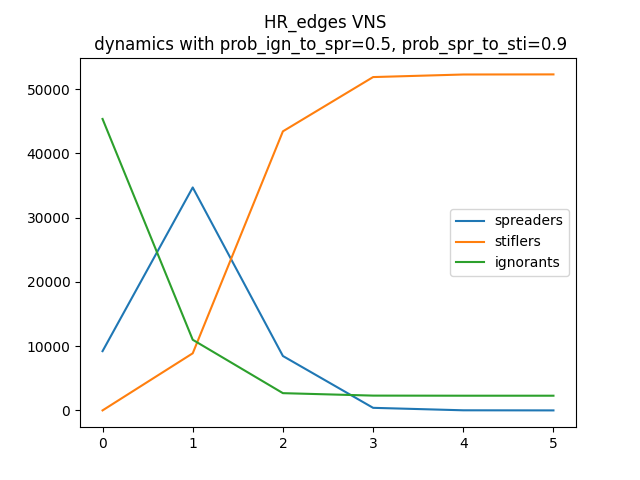 HR_edges VNS
dynamics with prob_ign_to_spr=0.5, prob_spr_to_sti=0.9
50000
40000
30000
20000
10000
0
spreaders
stiflers
ignorants
0 1 2 3 4 5